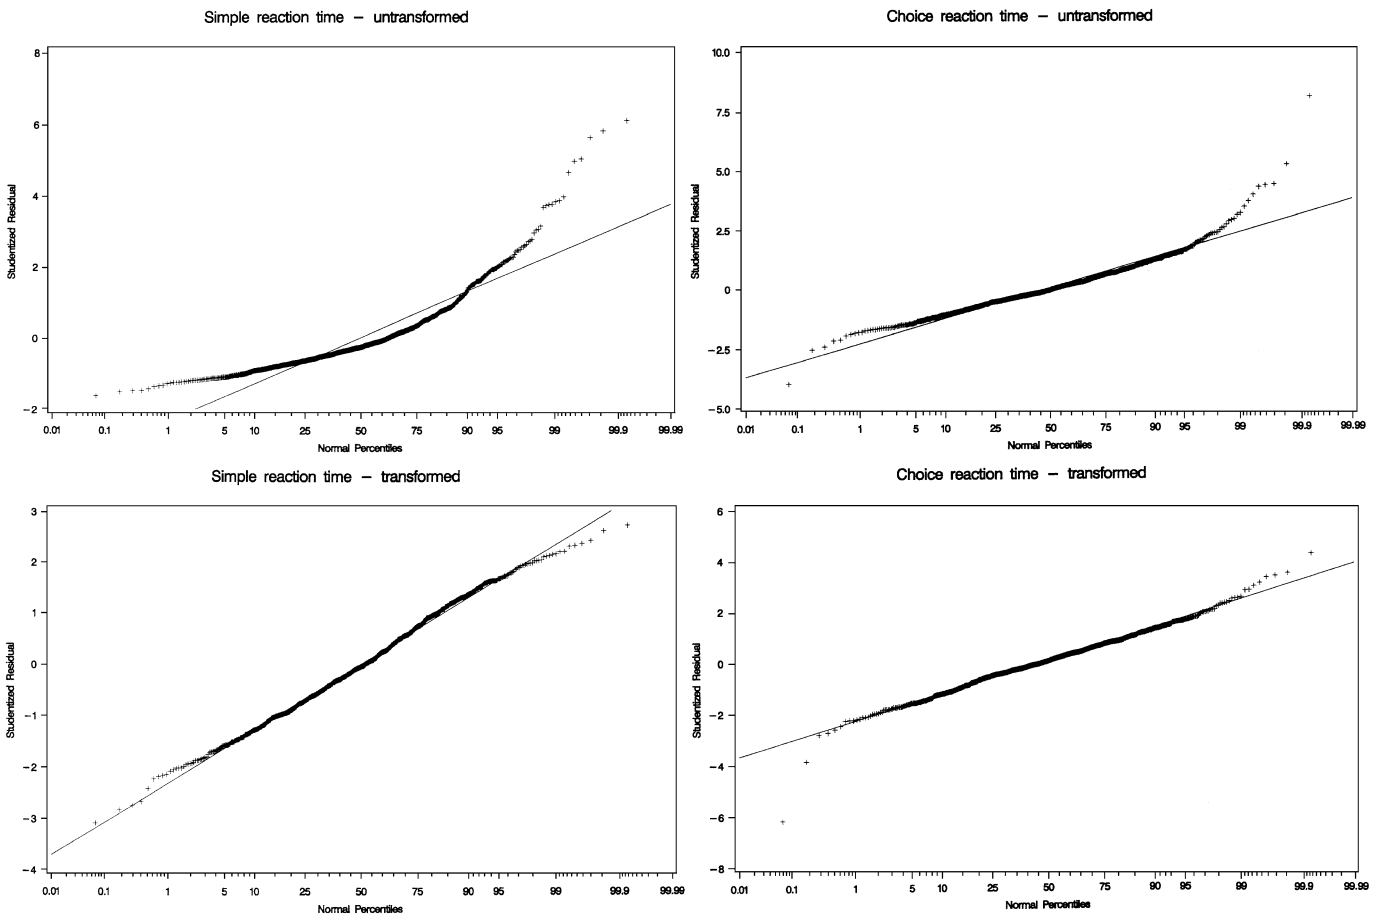 Simple reaction time – untransformed
8
6
4
2
0
−2
Studentized Residual
0.01 0.1 1 5 10 25 50 75 90 95 99 99.9 99.99
Normal Percentiles
Choice reaction time – untransformed
10.0
7.5
5.0
2.5
0
−2.5
−5.0
Studentized Residual
0.01 0.1 1 5 10 25 50 75 90 95 99 99.9 99.99
Normal Percentiles
Simple reaction time – transformed
3
2
1
0
−1
−2
−3
−4
Studentized Residual
0.01 0.1 1 5 10 25 50 75 90 95 99 99.9 99.99
Normal Percentiles
Choice reaction time – transformed
6
4
2
0
−2
−4
−6
−8
Studentized Residual
0.01 0.1 1 5 10 25 50 75 90 95 99 99.9 99.99
Normal Percentiles